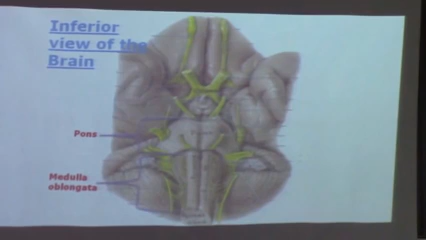 Inferior
view of the
Brain
Pons
Medulla
oblongata